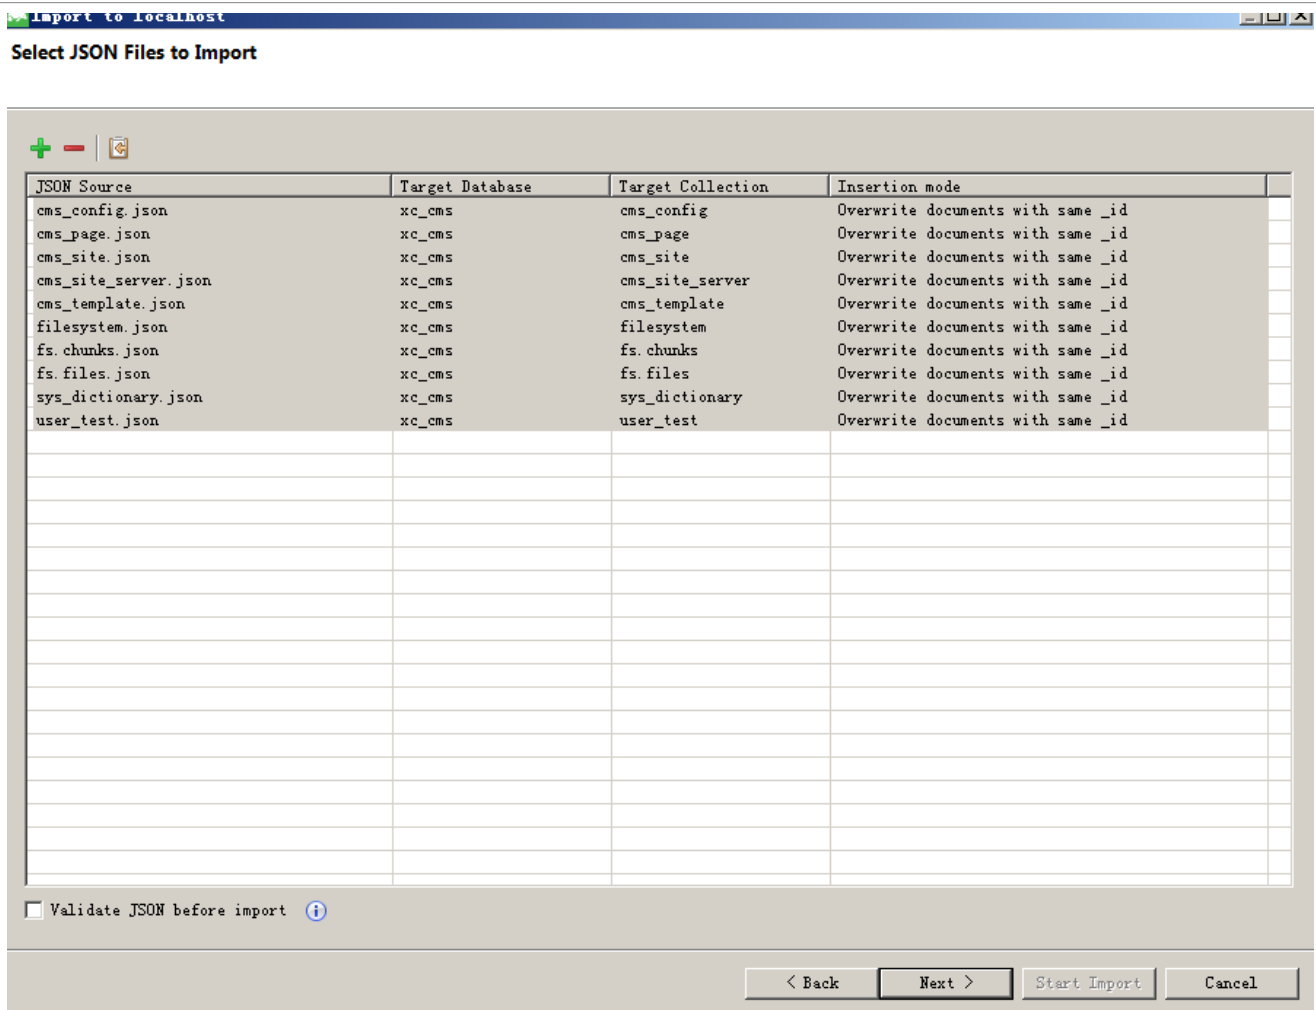 Import to localhost
Select JSON Files to Import
JSON Source Target Database Target Collection Insertion mode
cms_config.json xc_cms cms_config Overwrite documents with same _id
cms_page.json xc_cms cms_page Overwrite documents with same _id
cms_site.json xc_cms cms_site Overwrite documents with same _id
cms_site_server.json xc_cms cms_site_server Overwrite documents with same _id
cms_template.json xc_cms cms_template Overwrite documents with same _id
filesystem.json xc_cms filesystem Overwrite documents with same _id
fs.chunks.json xc_cms fs.chunks Overwrite documents with same _id
fs.files.json xc_cms fs.files Overwrite documents with same _id
sys_dictionary.json xc_cms sys_dictionary Overwrite documents with same _id
user_test.json xc_cms user_test Overwrite documents with same _id
Validate JSON before import
< Back Next > Start Import Cancel